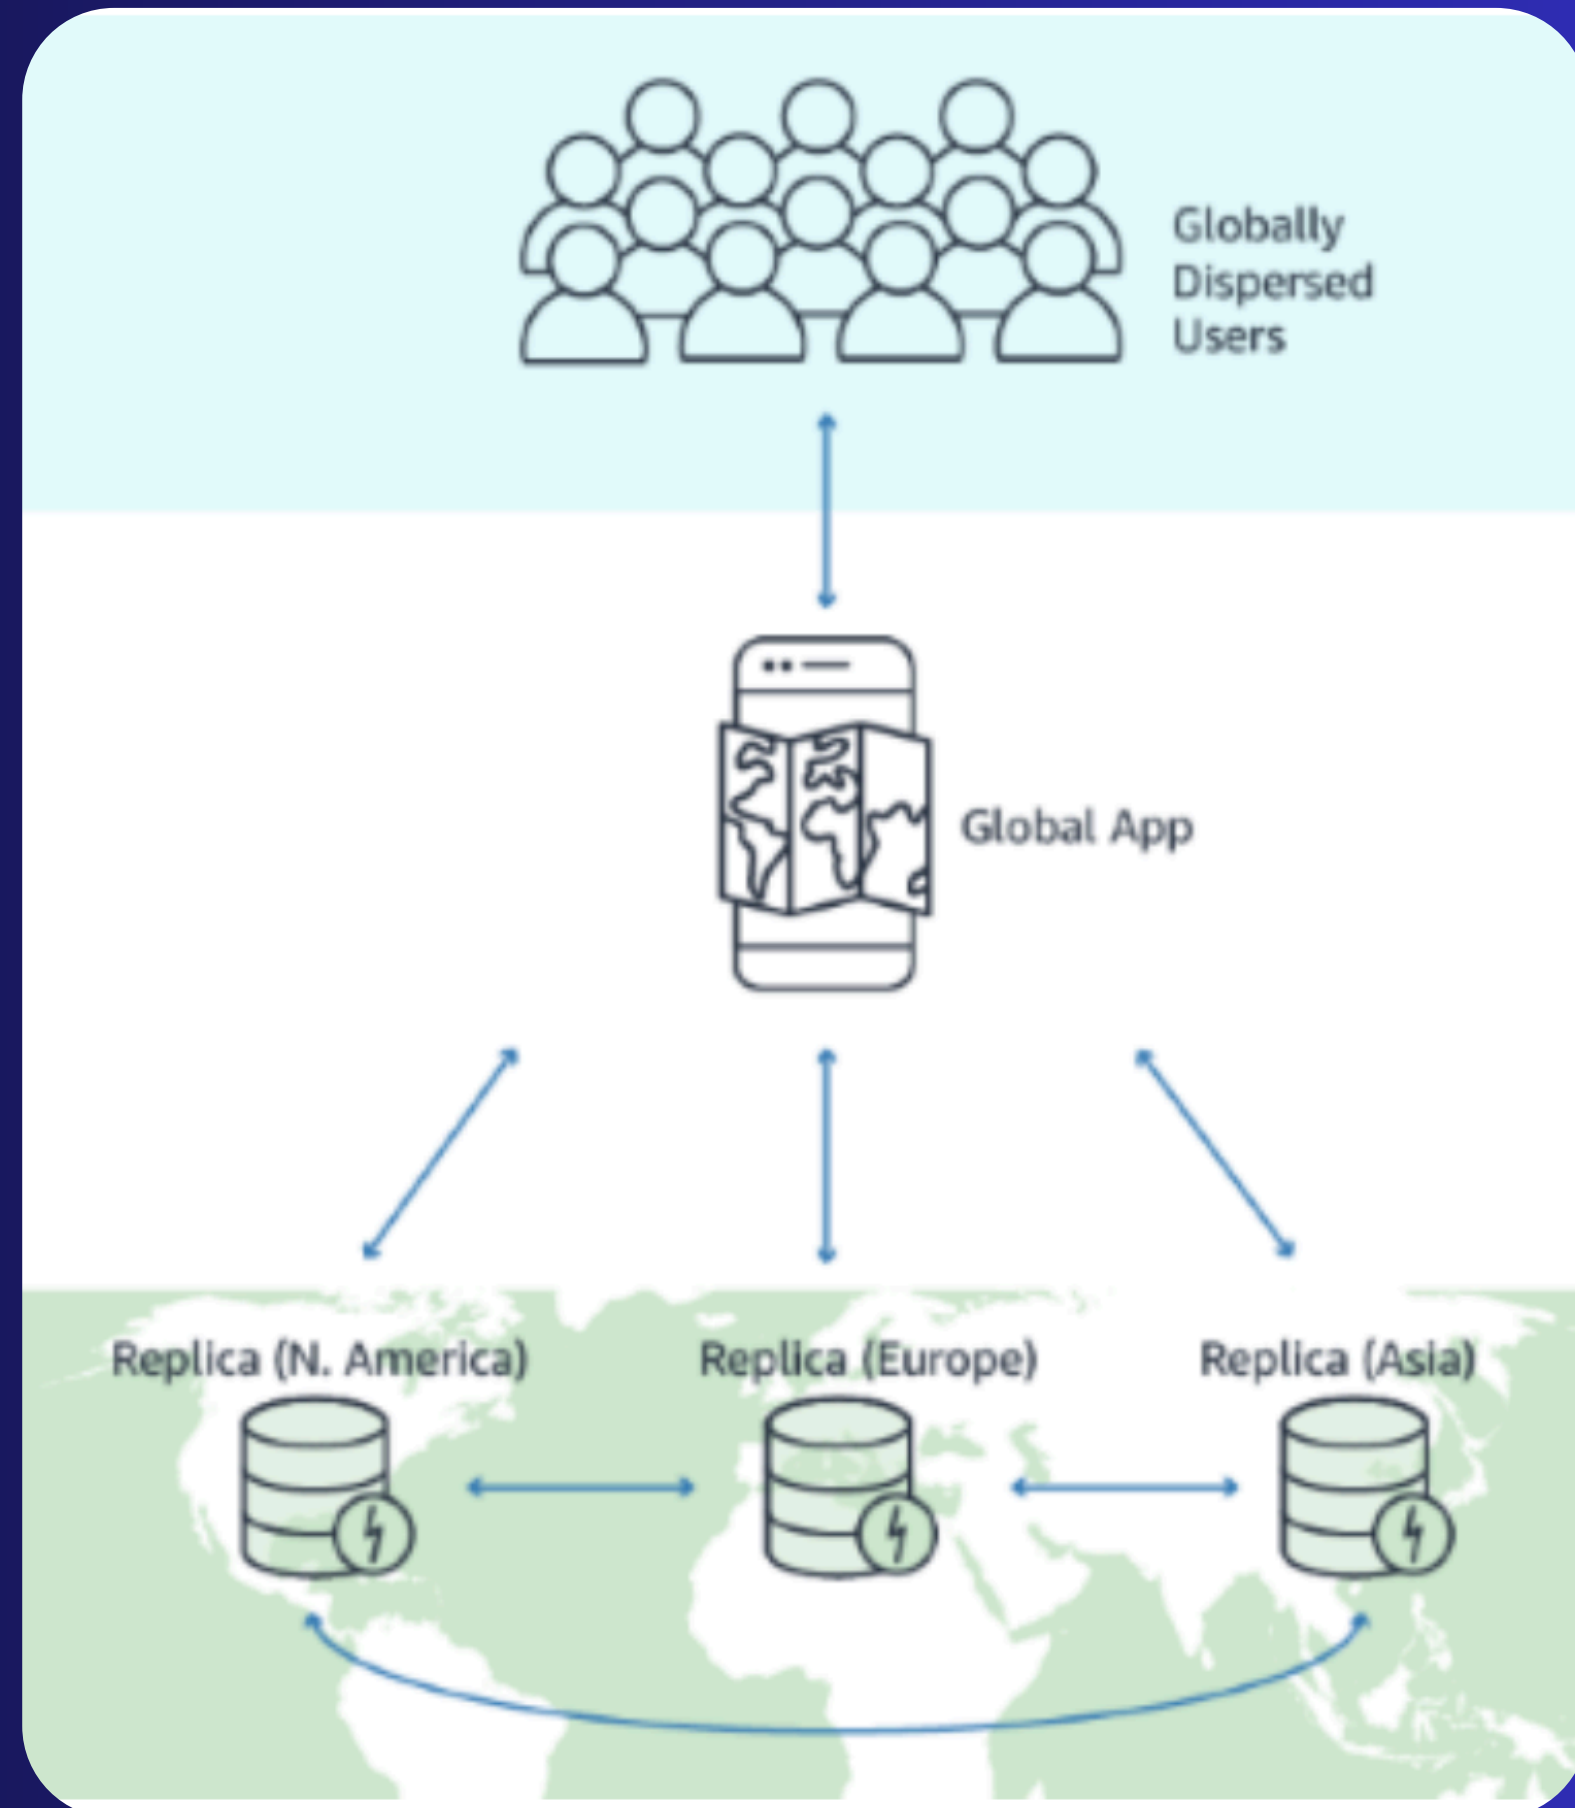 Globally
Dispersed
Users
Global App
Replica (N. America)
Replica (Europe)
Replica (Asia)